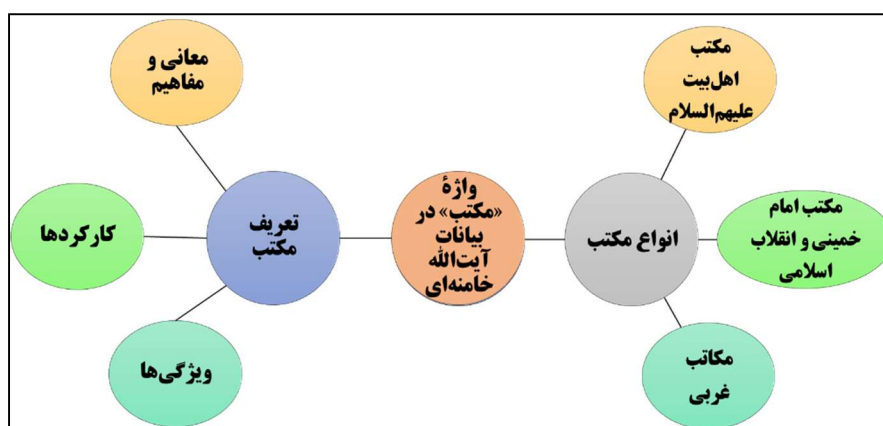 مکتب
اهل‌بیت
علیهم‌السلام
معانی و
مفاهیم
واژهٔ
«مکتب» در
بیانات
آیت‌الله
خامنه‌ای
مکتب امام
خمینی و انقلاب
اسلامی
انواع مکتب
تعریف
مکتب
کارکردها
مکاتب
غربی
ویژگی‌ها